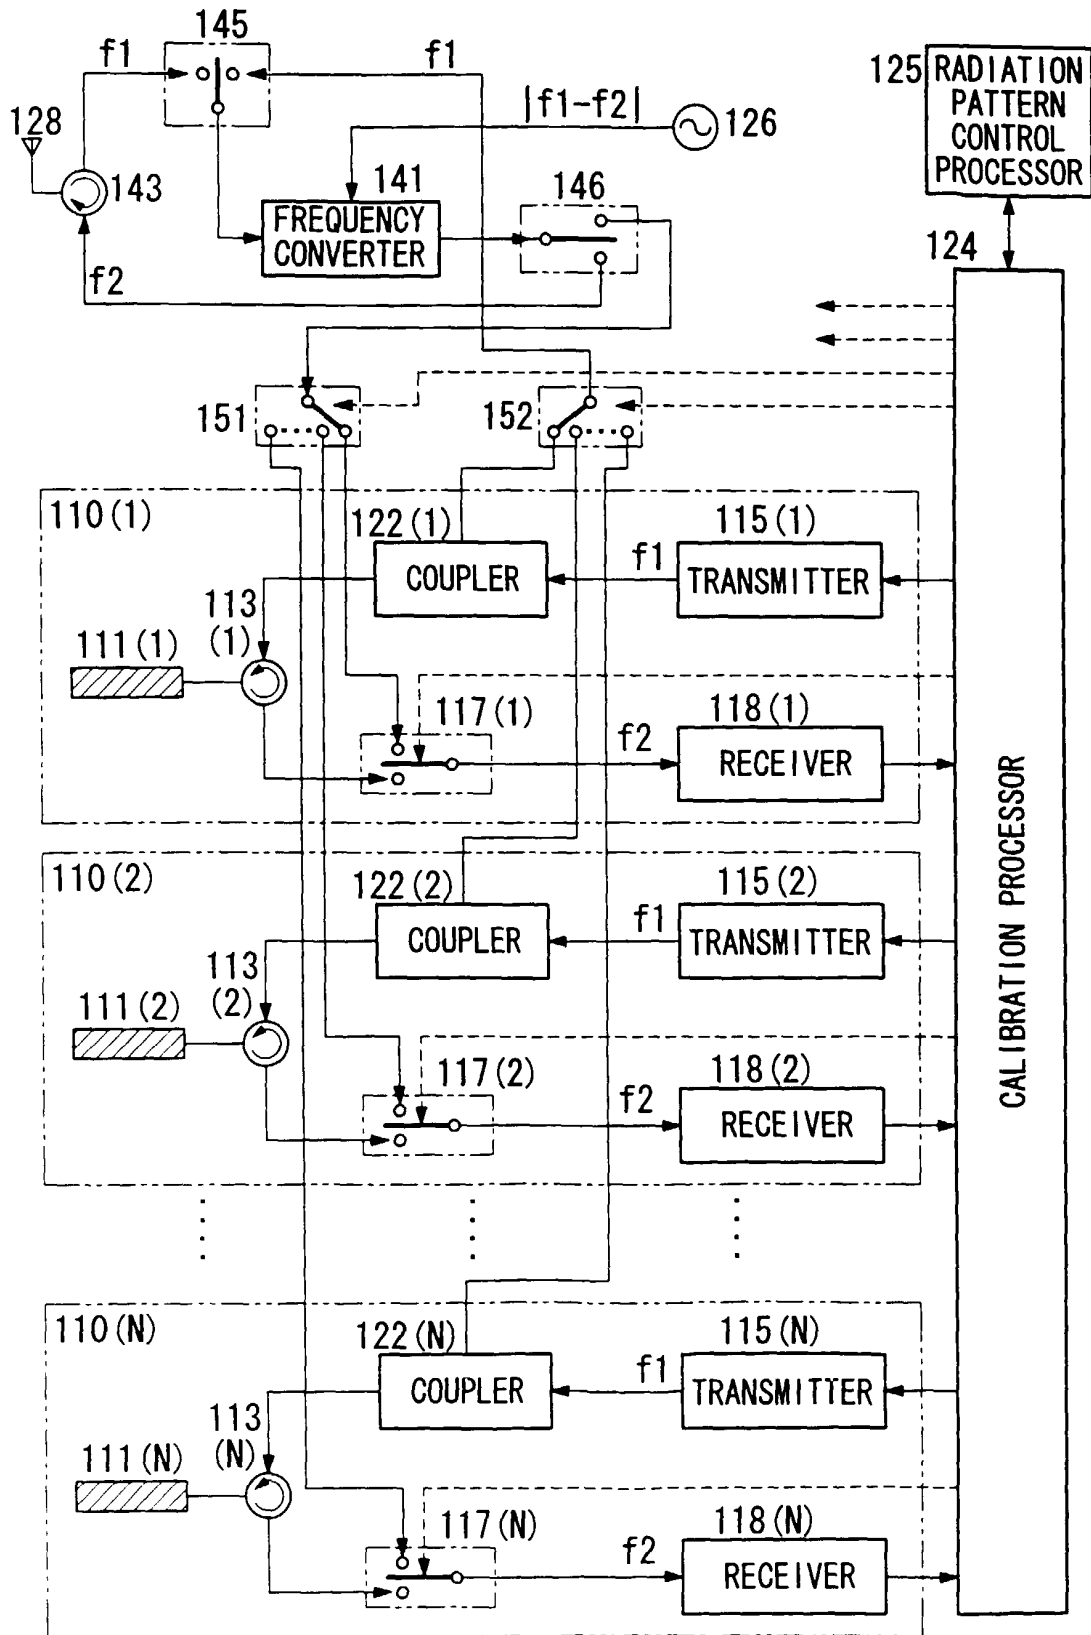 145
f1
f1
125
RADIATION
PATTERN
CONTROL
PROCESSOR
128
|f1-f2|
126
143
141
146
FREQUENCY
CONVERTER
124
f2
151
152
110(1)
122(1)
115(1)
COUPLER
f1
TRANSMITTER
113
(1)
111(1)
117(1)
118(1)
f2
RECEIVER
CALIBRATION PROCESSOR
110(2)
122(2)
115(2)
COUPLER
f1
TRANSMITTER
113
(2)
111(2)
117(2)
118(2)
f2
RECEIVER
110(N)
122(N)
115(N)
COUPLER
f1
TRANSMITTER
113
(N)
111(N)
117(N)
118(N)
f2
RECEIVER